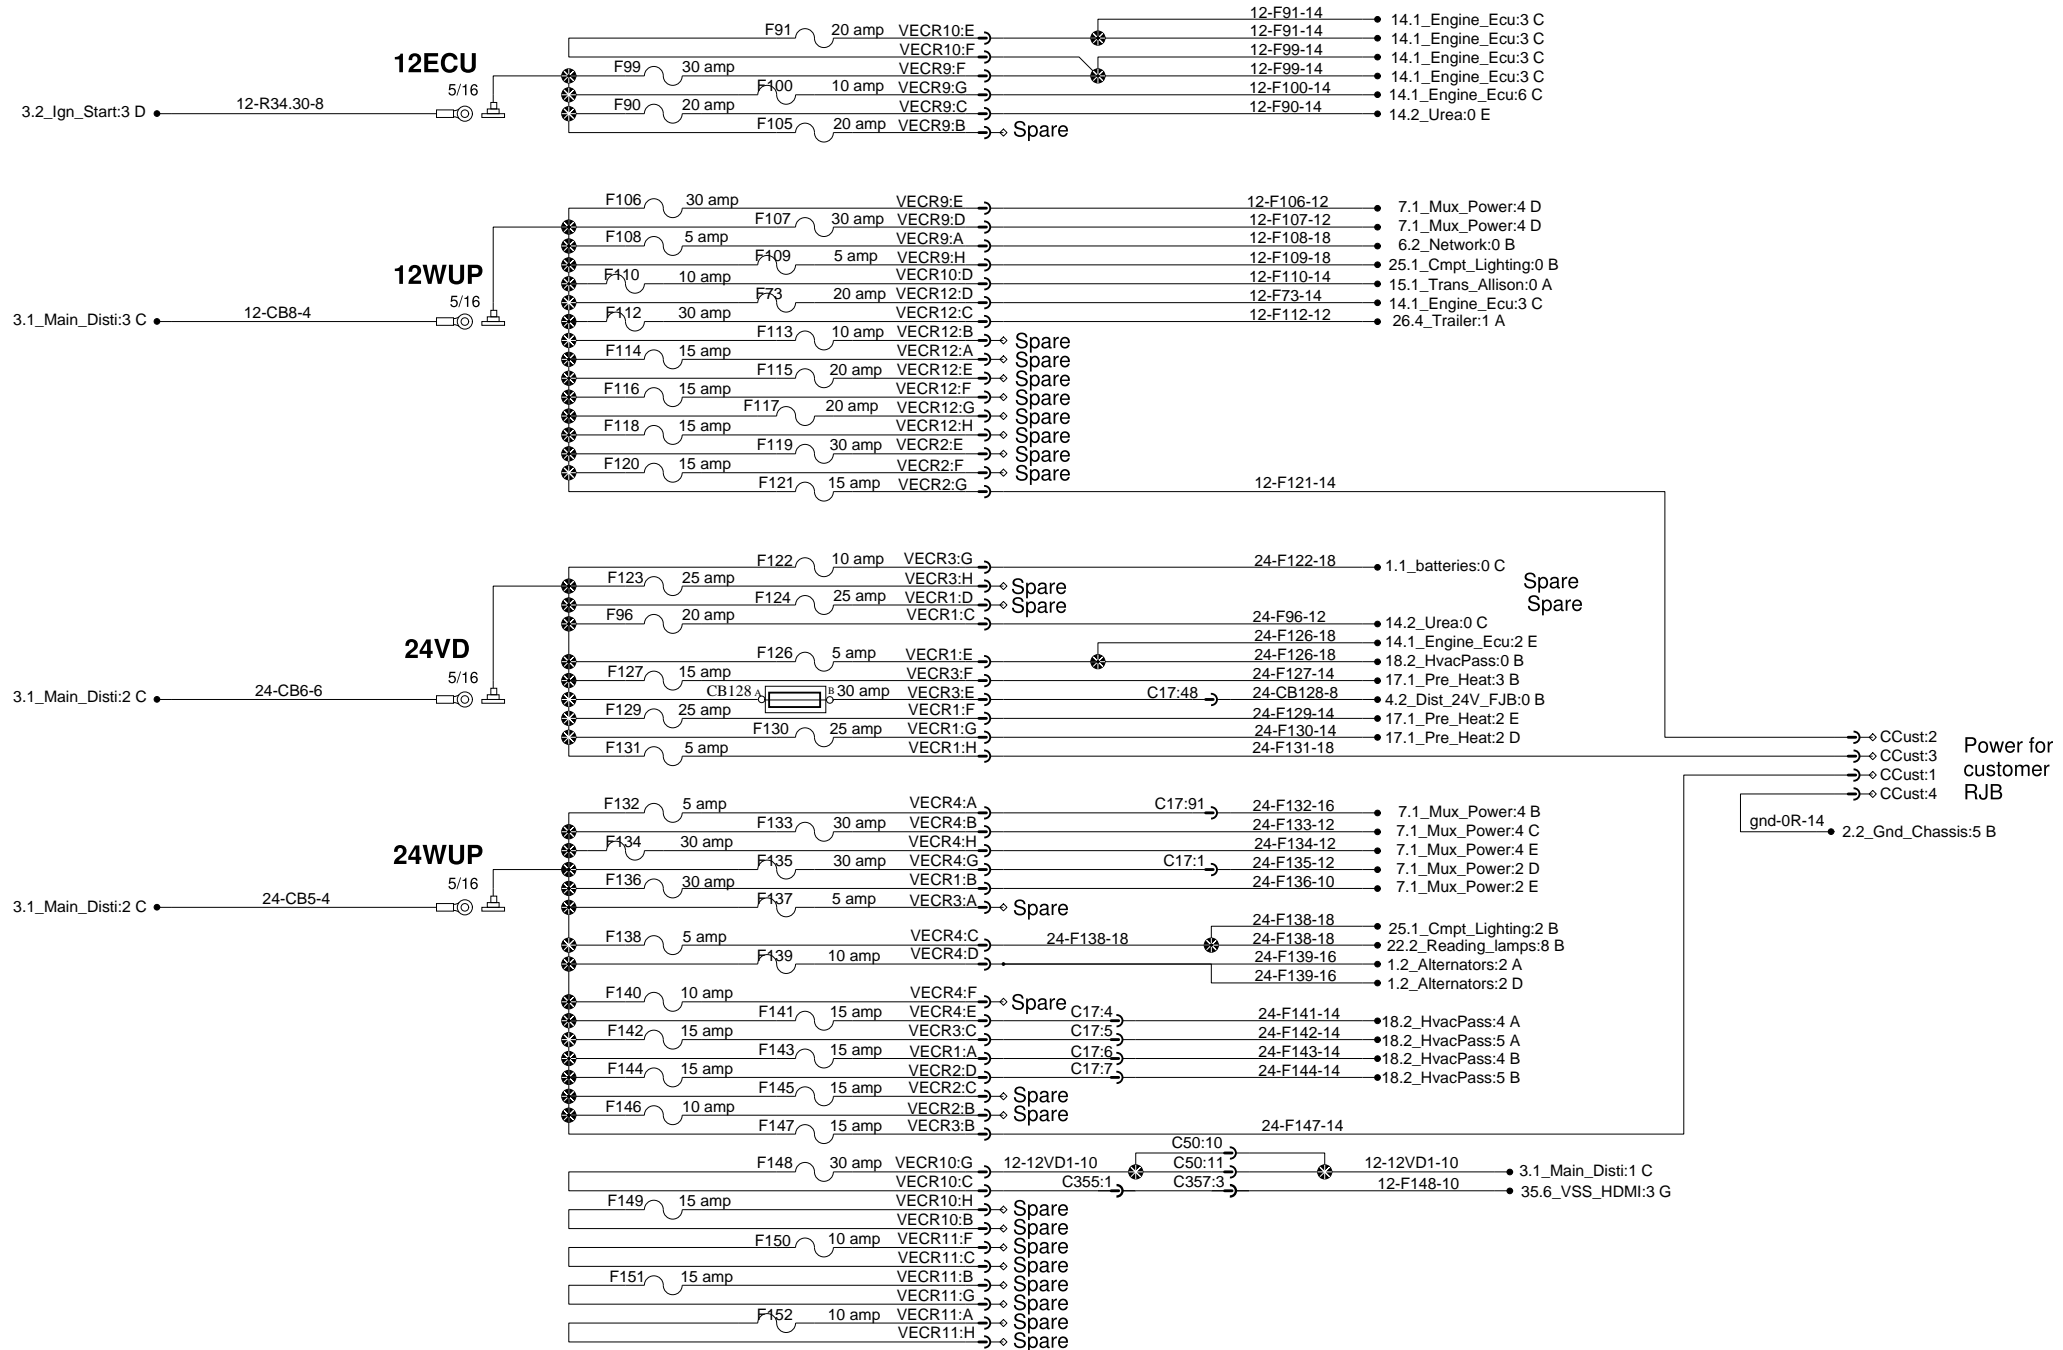 F91 20 amp VECR10:E 12-F91-14 14.1_Engine_Ecu:3 C
12-F91-14 14.1_Engine_Ecu:3 C
VECR10:F 12-F99-14 14.1_Engine_Ecu:3 C
12ECU F99 30 amp VECR9:F 12-F99-14 14.1_Engine_Ecu:3 C
5/16 F100 10 amp VECR9:G 12-F100-14 14.1_Engine_Ecu:6 C
3.2_Ign_Start:3 D 12-R34.30-8 F90 20 amp VECR9:C 12-F90-14 14.2_Urea:0 E
F105 20 amp VECR9:B Spare
F106 30 amp VECR9:E 12-F106-12 7.1_Mux_Power:4 D
F107 30 amp VECR9:D 12-F107-12 7.1_Mux_Power:4 D
F108 5 amp VECR9:A 12-F108-18 6.2_Network:0 B
F109 5 amp VECR9:H 12-F109-18 25.1_Cmpt_Lighting:0 B
12WUP F110 10 amp VECR10:D 12-F110-14 15.1_Trans_Allison:0 A
5/16 F73 20 amp VECR12:D 12-F73-14 14.1_Engine_Ecu:3 C
3.1_Main_Disti:3 C 12-CB8-4 F112 30 amp VECR12:C 12-F112-12 26.4_Trailer:1 A
F113 10 amp VECR12:B Spare
F114 15 amp VECR12:A Spare
F115 20 amp VECR12:E Spare
F116 15 amp VECR12:F Spare
F117 20 amp VECR12:G Spare
F118 15 amp VECR12:H Spare
F119 30 amp VECR2:E Spare
F120 15 amp VECR2:F Spare
F121 15 amp VECR2:G 12-F121-14
F122 10 amp VECR3:G 24-F122-18 1.1_batteries:0 C
F123 25 amp VECR3:H Spare Spare
F124 25 amp VECR1:D Spare Spare
F96 20 amp VECR1:C 24-F96-12 14.2_Urea:0 C
24-F126-18 14.1_Engine_Ecu:2 E
24VD F126 5 amp VECR1:E 24-F126-18 18.2_HvacPass:0 B
5/16 F127 15 amp VECR3:F 24-F127-14 17.1_Pre_Heat:3 B
3.1_Main_Disti:2 C 24-CB6-6 CB128 A B 30 amp VECR3:E C17:48 24-CB128-8 4.2_Dist_24V_FJB:0 B
F129 25 amp VECR1:F 24-F129-14 17.1_Pre_Heat:2 E
F130 25 amp VECR1:G 24-F130-14 17.1_Pre_Heat:2 D
F131 5 amp VECR1:H 24-F131-18
CCust:2
CCust:3
CCust:1
CCust:4
Power for
customer
RJB
gnd-0R-14 2.2_Gnd_Chassis:5 B
F132 5 amp VECR4:A C17:91 24-F132-16 7.1_Mux_Power:4 B
F133 30 amp VECR4:B 24-F133-12 7.1_Mux_Power:4 C
24WUP F134 30 amp VECR4:H 24-F134-12 7.1_Mux_Power:4 E
F135 30 amp VECR4:G C17:1 24-F135-12 7.1_Mux_Power:2 D
5/16 F136 30 amp VECR1:B 24-F136-10 7.1_Mux_Power:2 E
3.1_Main_Disti:2 C 24-CB5-4 F137 5 amp VECR3:A Spare
24-F138-18 25.1_Cmpt_Lighting:2 B
F138 5 amp VECR4:C 24-F138-18 24-F138-18 22.2_Reading_lamps:8 B
F139 10 amp VECR4:D 24-F139-16 1.2_Alternators:2 A
24-F139-16 1.2_Alternators:2 D
F140 10 amp VECR4:F Spare
F141 15 amp VECR4:E C17:4 24-F141-14 18.2_HvacPass:4 A
F142 15 amp VECR3:C C17:5 24-F142-14 18.2_HvacPass:5 A
F143 15 amp VECR1:A C17:6 24-F143-14 18.2_HvacPass:4 B
F144 15 amp VECR2:D C17:7 24-F144-14 18.2_HvacPass:5 B
F145 15 amp VECR2:C Spare
F146 10 amp VECR2:B Spare
F147 15 amp VECR3:B 24-F147-14
C50:10
F148 30 amp VECR10:G 12-12VD1-10 C50:11 12-12VD1-10 3.1_Main_Disti:1 C
VECR10:C C355:1 C357:3 12-F148-10 35.6_VSS_HDMI:3 G
F149 15 amp VECR10:H Spare
VECR10:B Spare
F150 10 amp VECR11:F Spare
VECR11:C Spare
F151 15 amp VECR11:B Spare
VECR11:G Spare
F152 10 amp VECR11:A Spare
VECR11:H Spare